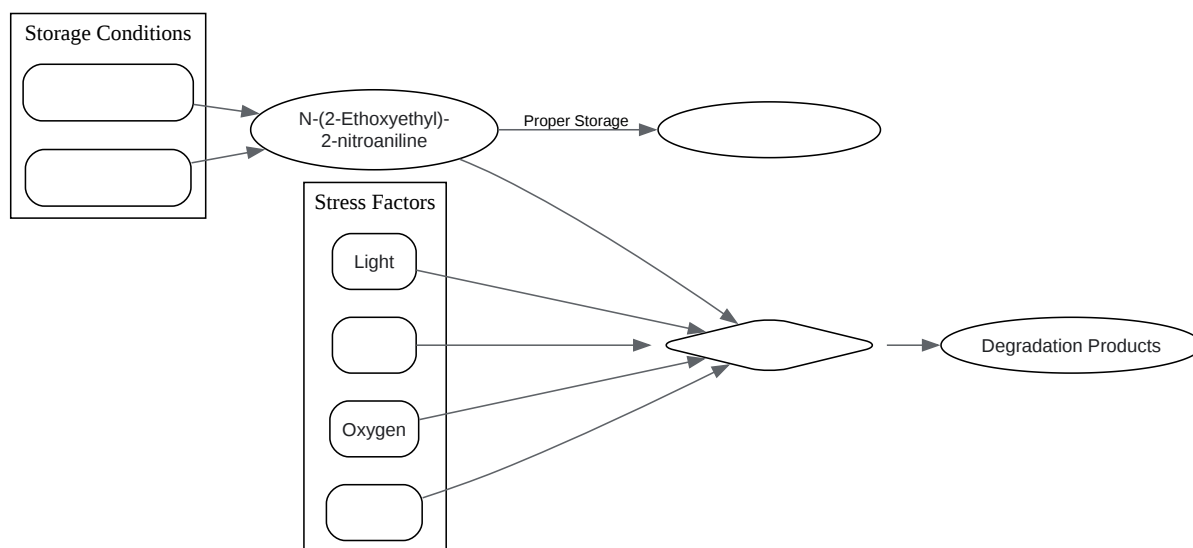 Storage Conditions
N-(2-Ethoxyethyl)-
2-nitroaniline
Proper Storage
Stress Factors
Light
Oxygen
Degradation Products